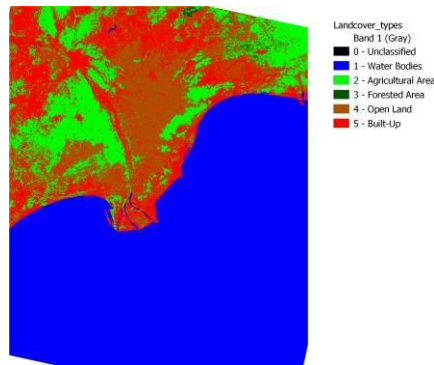 Landcover_types
Band 1 (Gray)
0 - Unclassified
1 - Water Bodies
2 - Agricultural Area
3 - Forested Area
4 - Open Land
5 - Built-Up